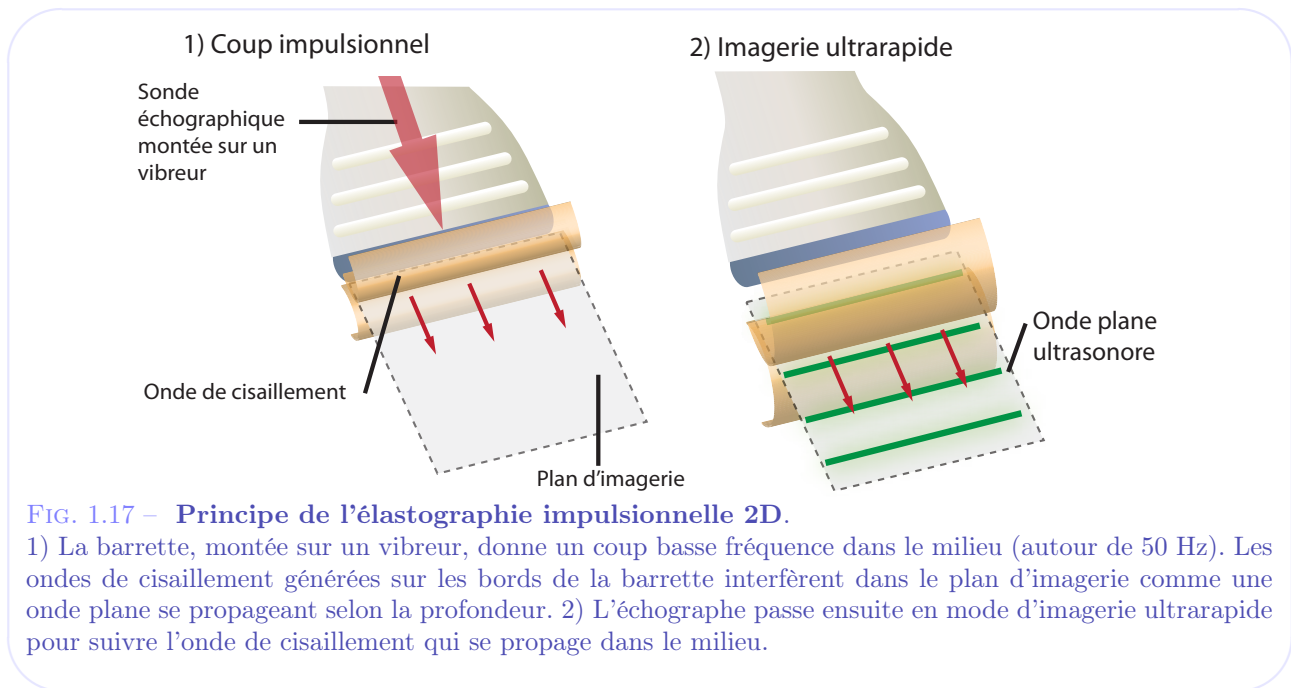 1) Coup impulsionnel
2) Imagerie ultrarapide
Sonde
échographique
montée sur un
vibreur
Onde de cisaillement
Plan d'imagerie
Onde plane
ultrasonore
FIG. 1.17 – Principe de l'élastographie impulsionnelle 2D.
1) La barrette, montée sur un vibreur, donne un coup basse fréquence dans le milieu (autour de 50 Hz). Les
ondes de cisaillement générées sur les bords de la barrette interfèrent dans le plan d'imagerie comme une
onde plane se propageant selon la profondeur. 2) L'échographe passe ensuite en mode d'imagerie ultrarapide
pour suivre l'onde de cisaillement qui se propage dans le milieu.